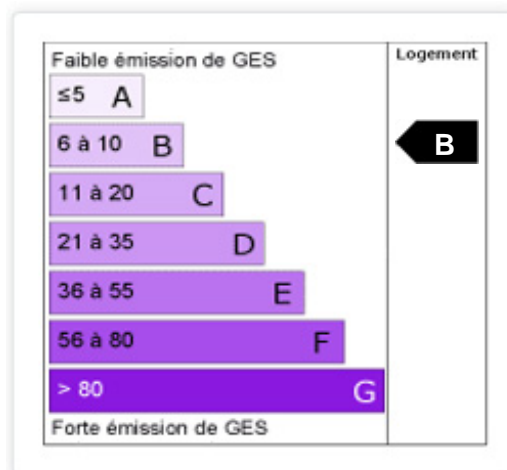 Faible émission de GES
Logement
≤5 A
6 à 10 B
B
11 à 20 C
21 à 35 D
36 à 55 E
56 à 80 F
> 80 G
Forte émission de GES